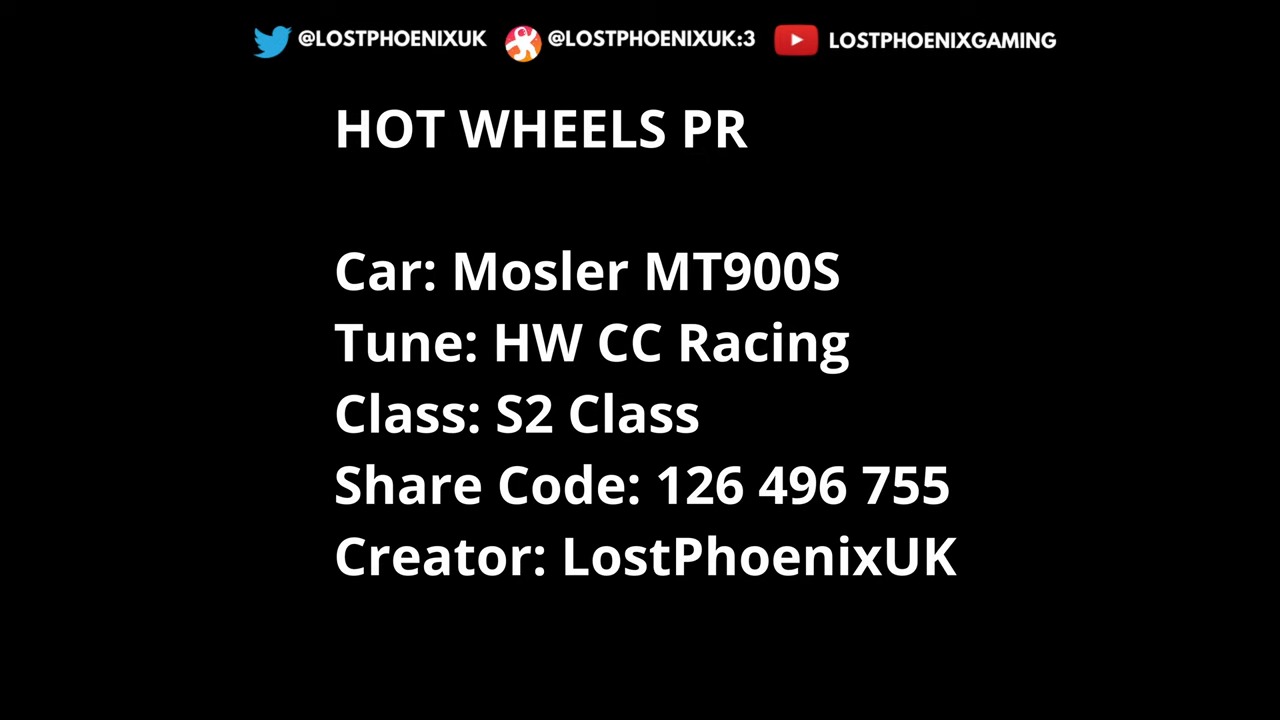 @LOSTPHOENIXUK @LOSTPHOENIXUK:3 LOSTPHOENIXGAMING
HOT WHEELS PR
Car: Mosler MT900S
Tune: HW CC Racing
Class: S2 Class
Share Code: 126 496 755
Creator: LostPhoenixUK